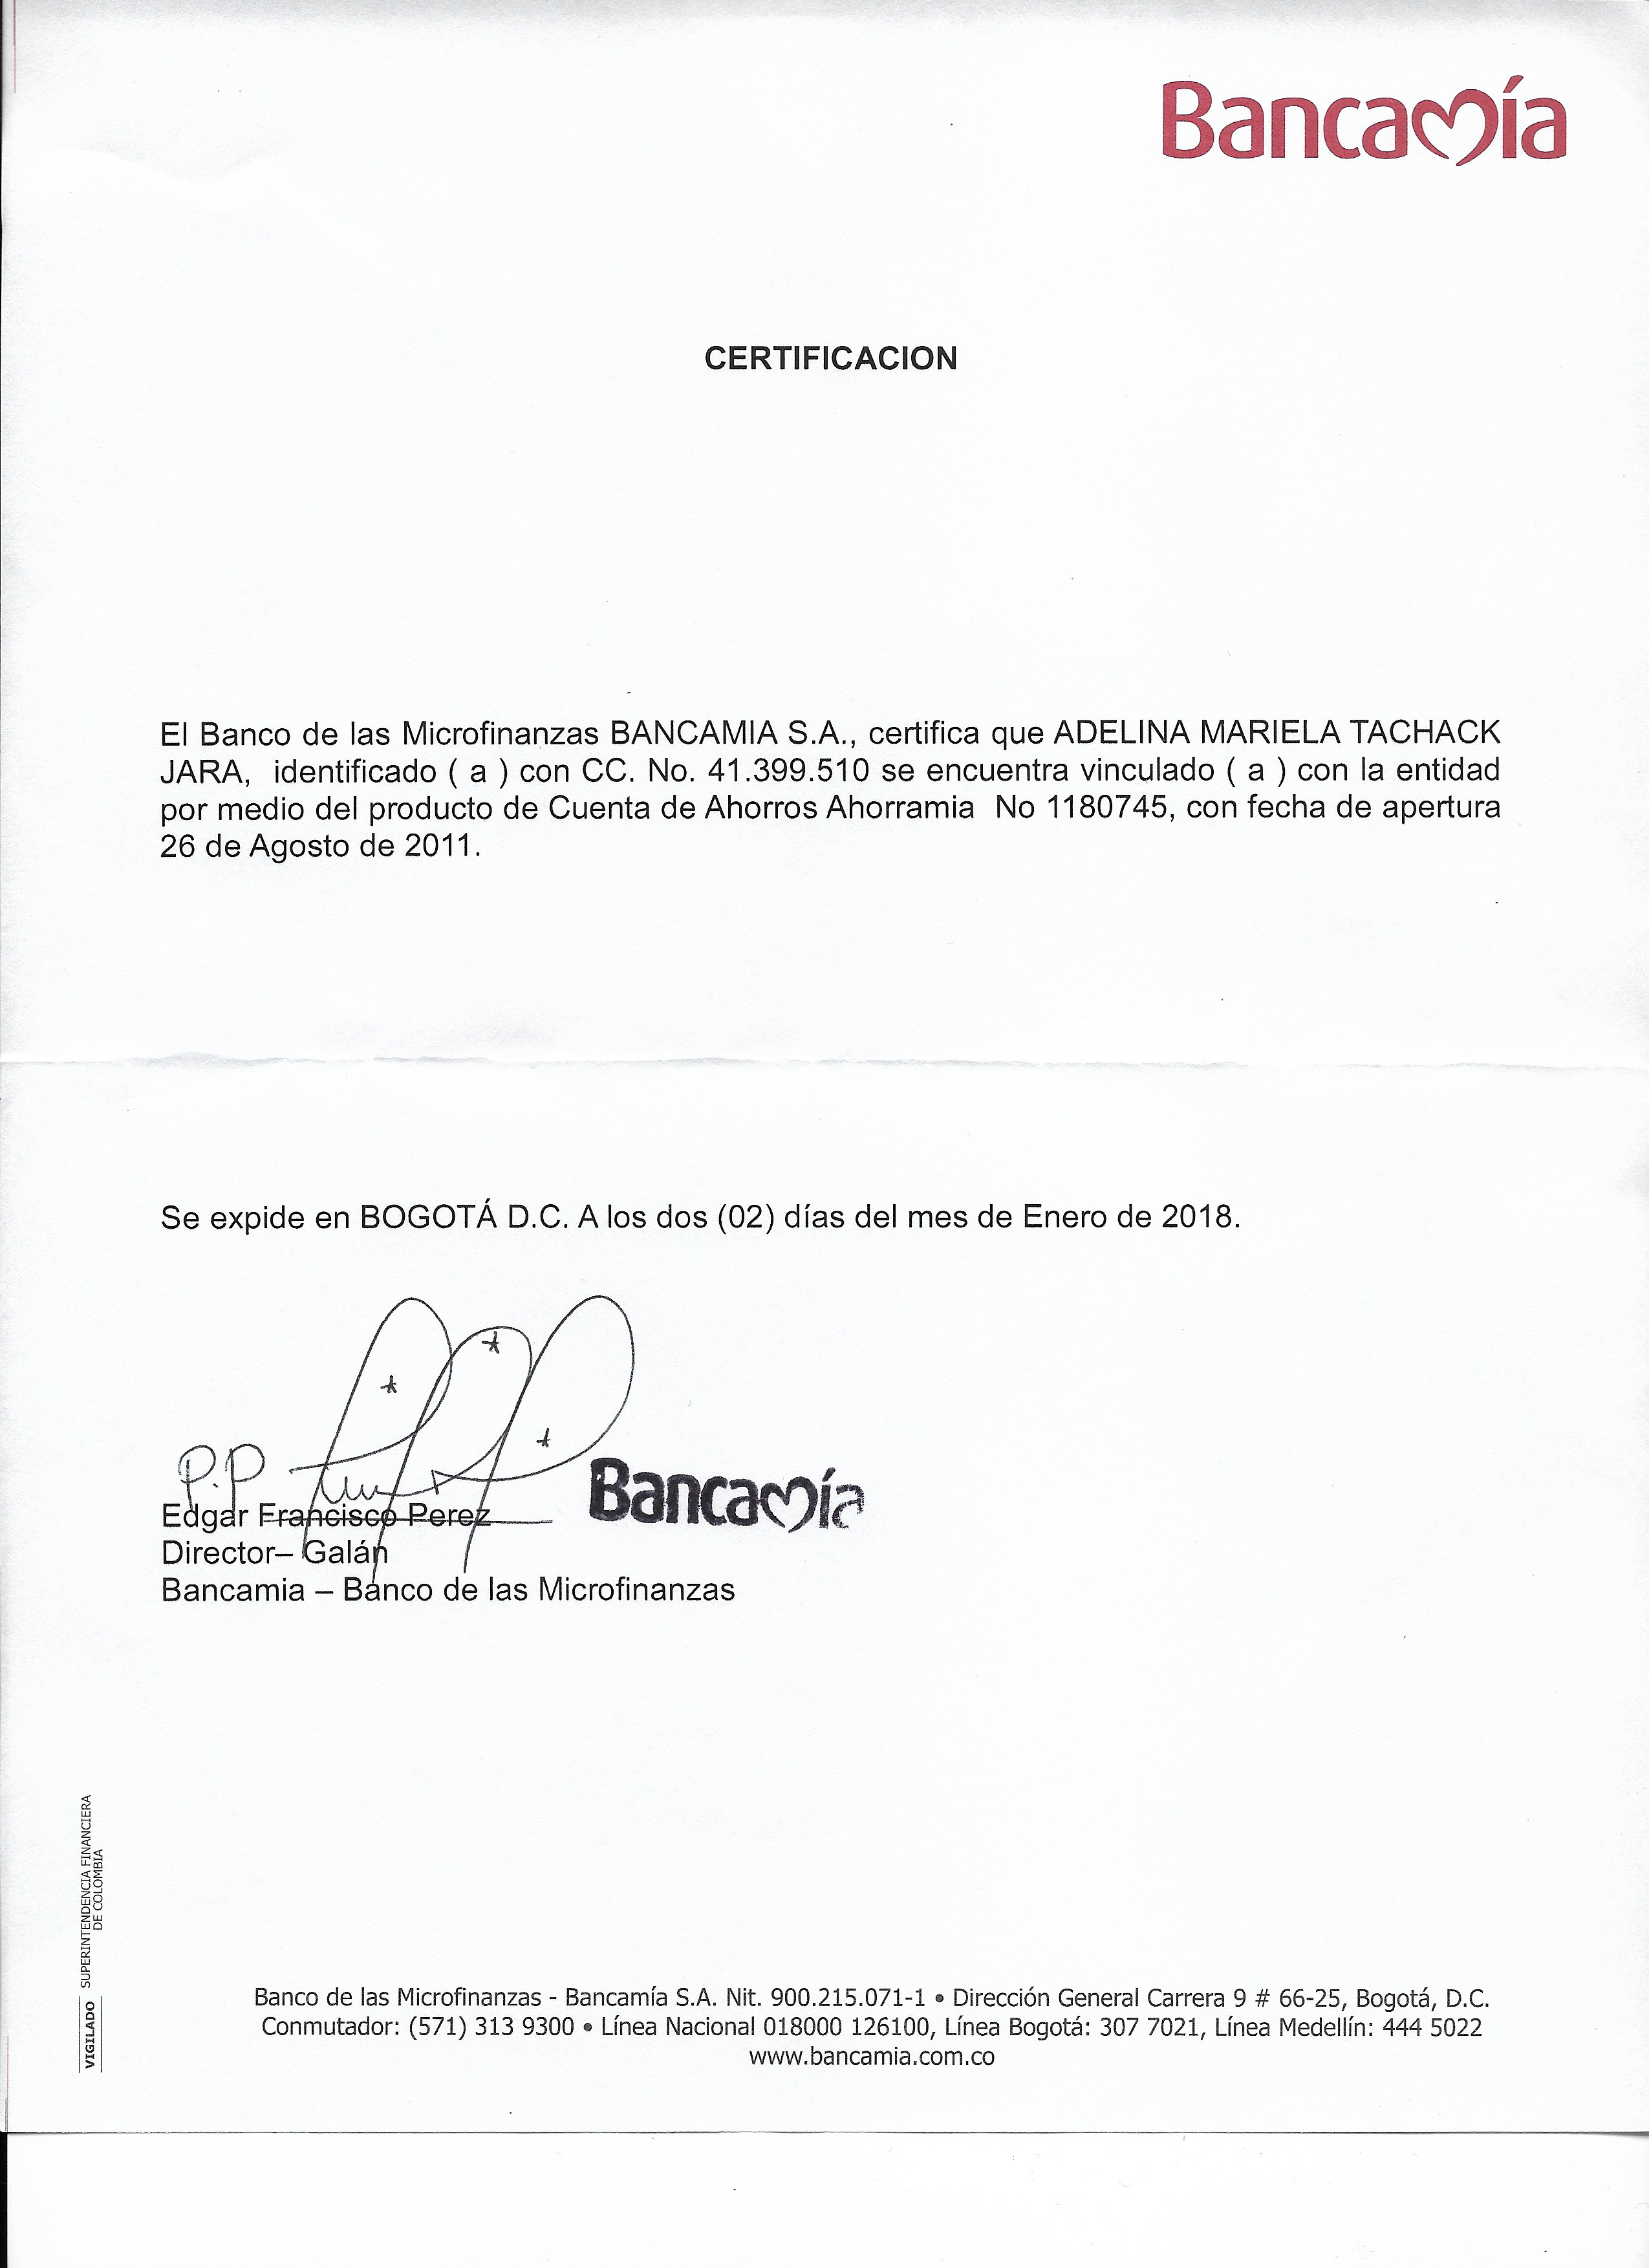 Bancamía
CERTIFICACION
El Banco de las Microfinanzas BANCAMIA S.A., certifica que ADELINA MARIELA TACHACK
JARA, identificado ( a ) con CC. No. 41.399.510 se encuentra vinculado ( a ) con la entidad
por medio del producto de Cuenta de Ahorros Ahorramia No 1180745, con fecha de apertura
26 de Agosto de 2011.
Se expide en BOGOTÁ D.C. A los dos (02) días del mes de Enero de 2018.
P.P
Bancamía
Edgar Francisco Perez
Director– Galán
Bancamia – Banco de las Microfinanzas
VIGILADO SUPERINTENDENCIA FINANCIERA
DE COLOMBIA
Banco de las Microfinanzas - Bancamía S.A. Nit. 900.215.071-1 • Dirección General Carrera 9 # 66-25, Bogotá, D.C.
Conmutador: (571) 313 9300 • Línea Nacional 018000 126100, Línea Bogotá: 307 7021, Línea Medellín: 444 5022
www.bancamia.com.co